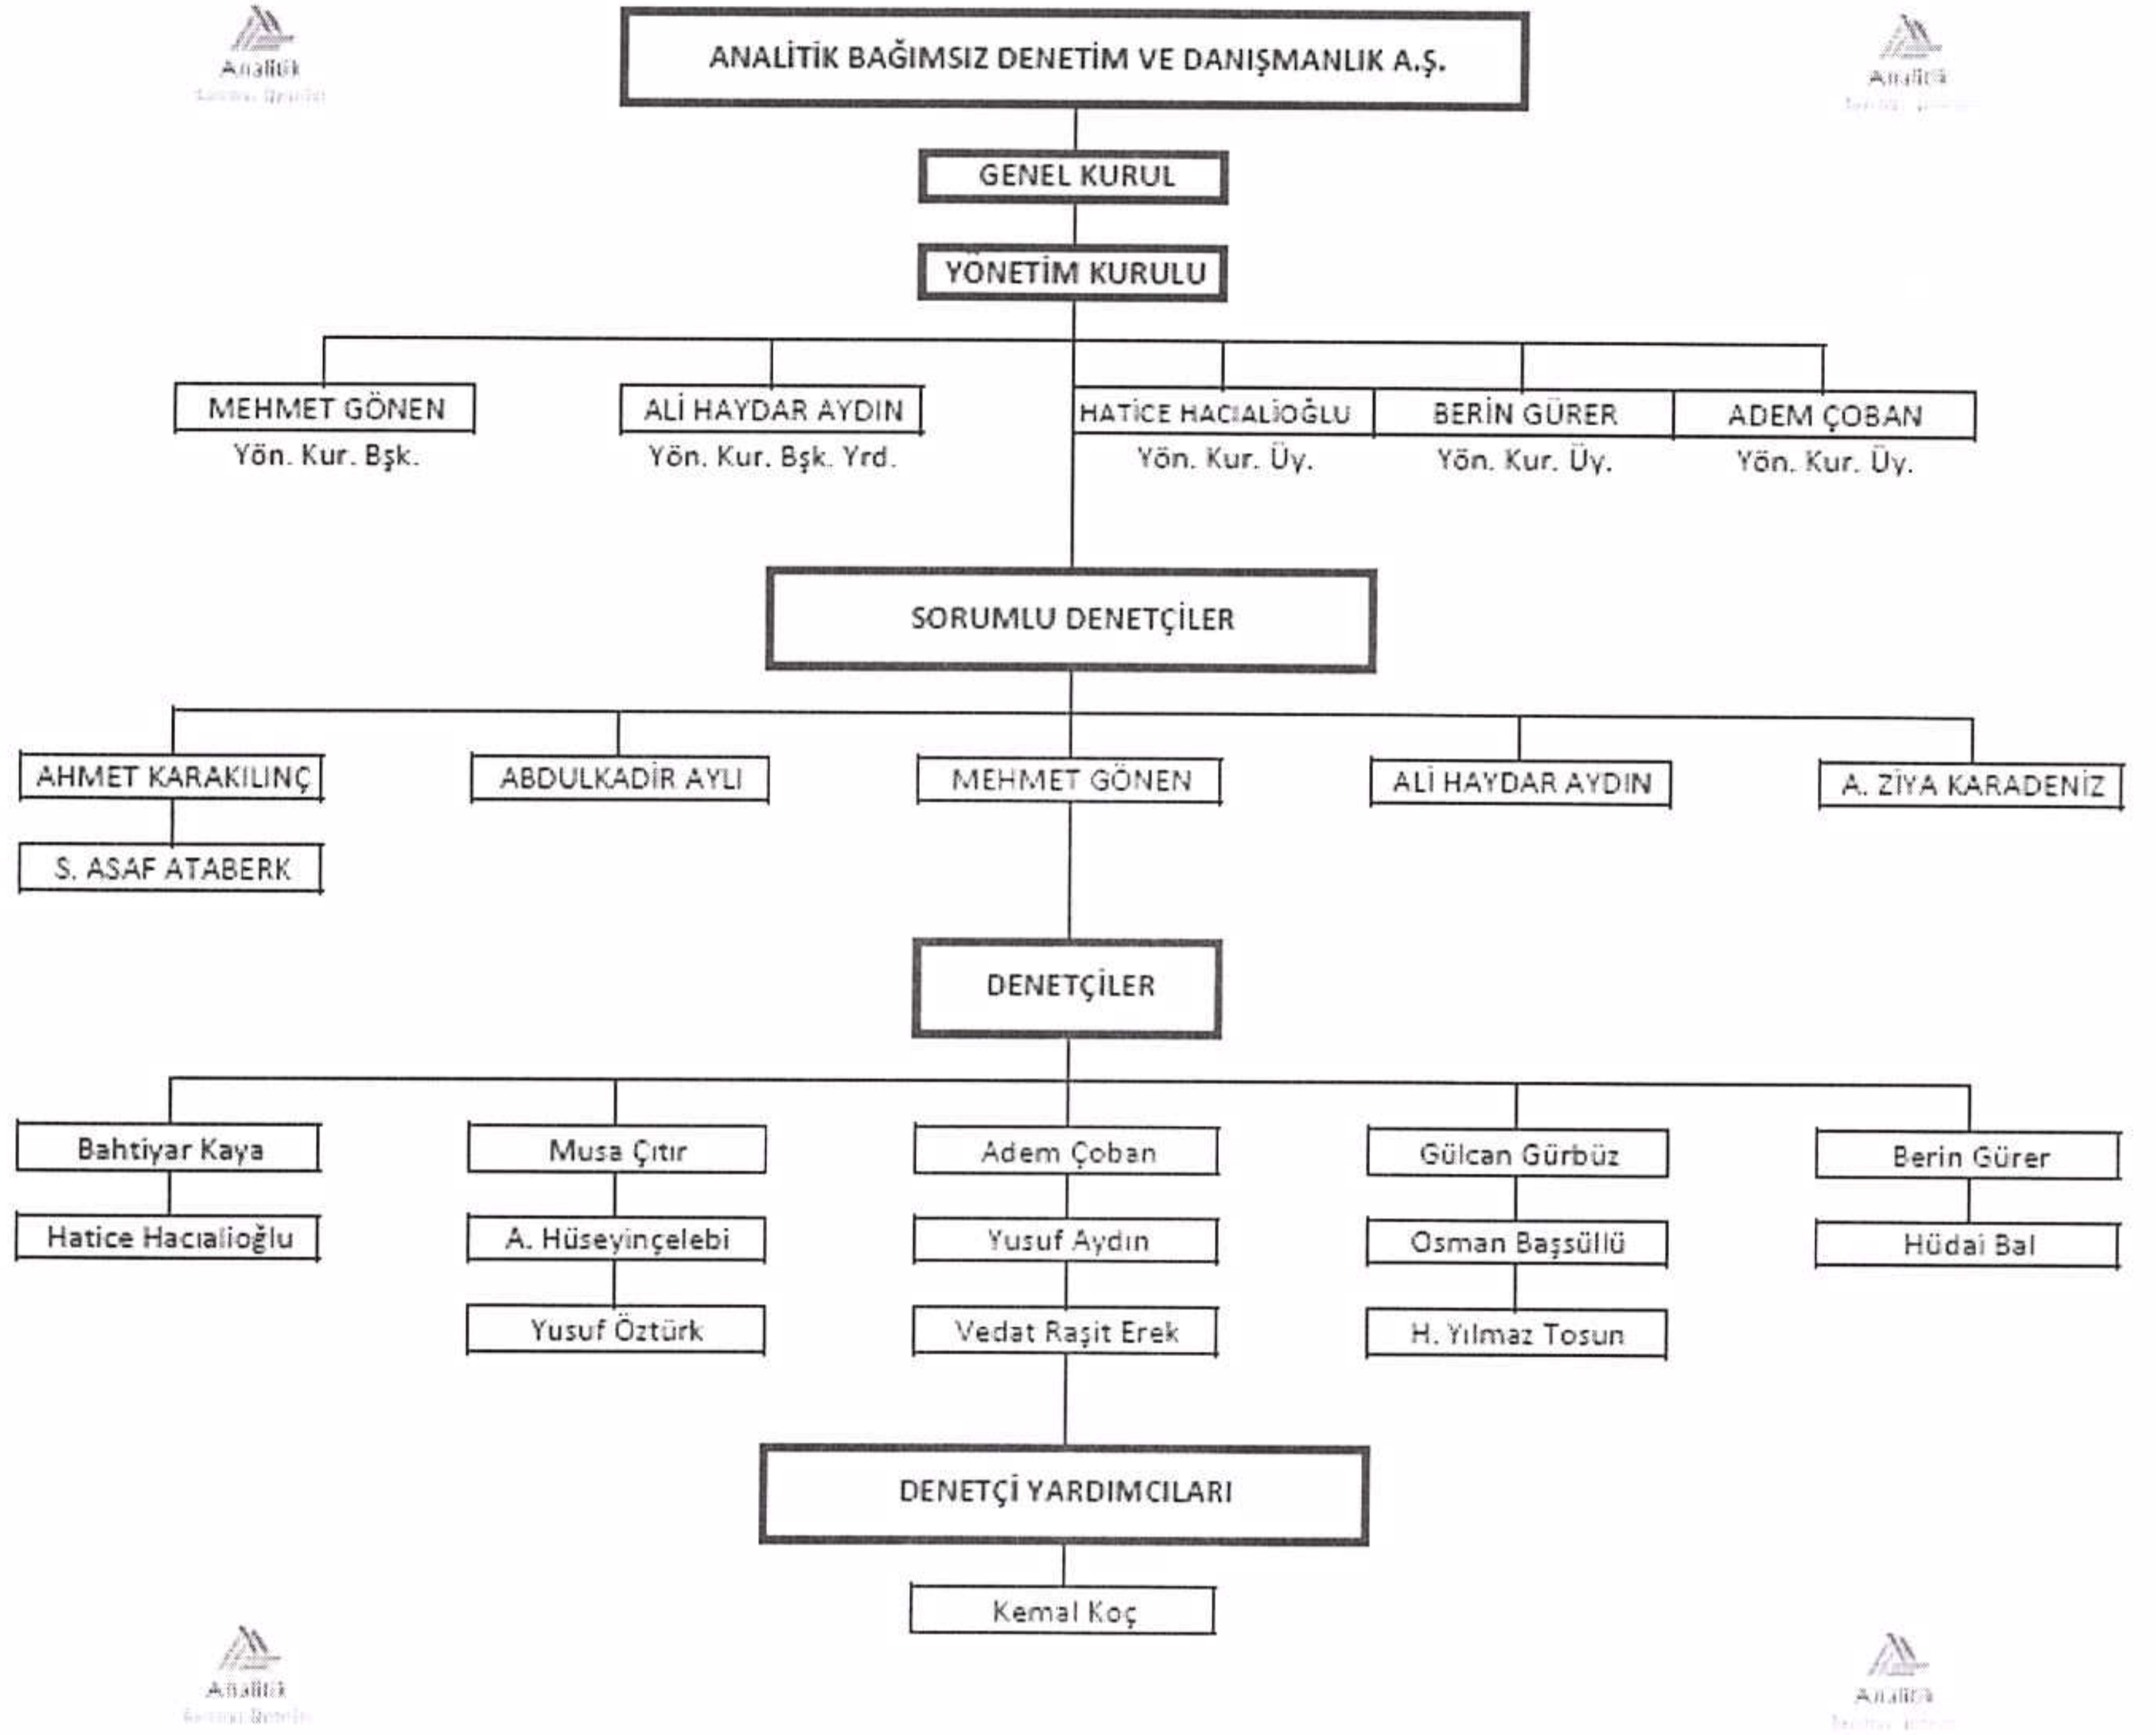 Analitik
ANALİTİK BAĞIMSIZ DENETİM VE DANIŞMANLIK A.Ş.
Analitik
GENEL KURUL
YÖNETİM KURULU
MEHMET GÖNEN
ALİ HAYDAR AYDIN
HATİCE HACIALİOĞLU
BERİN GÜRER
ADEM ÇOBAN
Yön. Kur. Bşk.
Yön. Kur. Bşk. Yrd.
Yön. Kur. Üy.
Yön. Kur. Üy.
Yön. Kur. Üy.
SORUMLU DENETÇİLER
AHMET KARAKILINÇ
ABDULKADİR AYLI
MEHMET GÖNEN
ALİ HAYDAR AYDIN
A. ZİYA KARADENİZ
S. ASAF ATABERK
DENETÇİLER
Bahtiyar Kaya
Musa Çıtır
Adem Çoban
Gülcan Gürbüz
Berin Gürer
Hatice Hacıalioğlu
A. Hüseyinçelebi
Yusuf Aydın
Osman Başsüllü
Hüdai Bal
Yusuf Öztürk
Vedat Raşit Erek
H. Yılmaz Tosun
DENETÇİ YARDIMCILARI
Kemal Koç
Analitik
Analitik